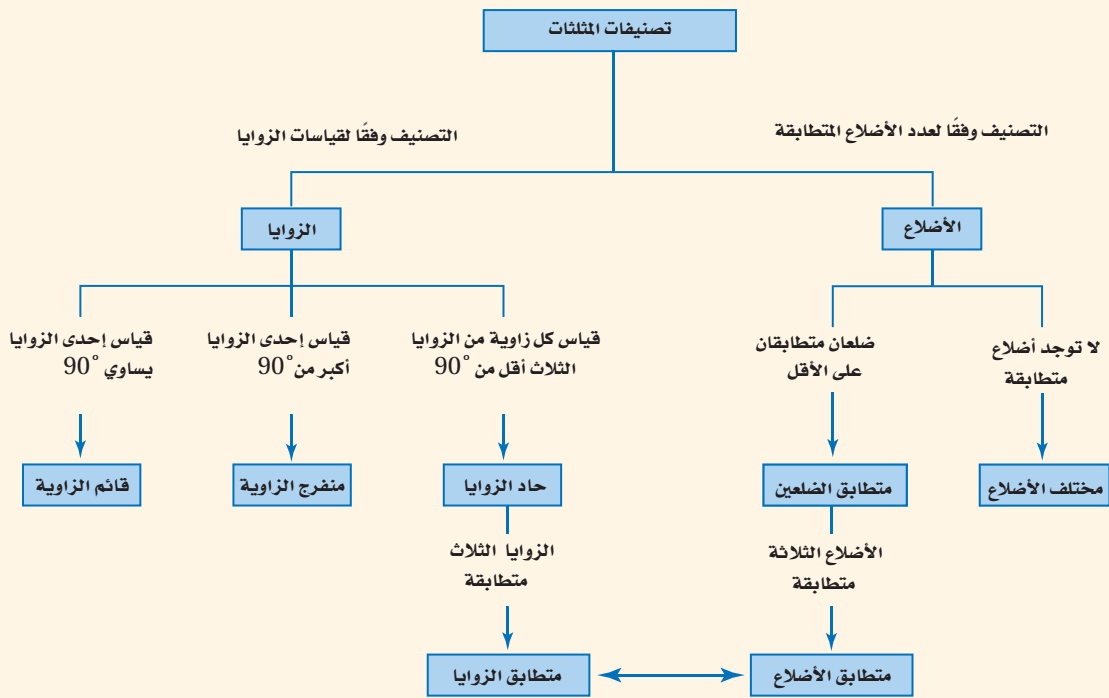 تصنيفات المثلثات
التصنيف وفقًا لعدد الأضلاع المتطابقة
التصنيف وفقًا لقياسات الزوايا
الأضلاع
الزوايا
لا توجد أضلاع
متطابقة
ضلعان متطابقان
على الأقل
قياس كل زاوية من الزوايا
الثلاث أقل من 90°
قياس إحدى الزوايا
أكبر من 90°
قياس إحدى الزوايا
يساوي 90°
مختلف الأضلاع
متطابق الضلعين
حاد الزوايا
منفرج الزاوية
قائم الزاوية
الأضلاع الثلاثة
متطابقة
الزوايا الثلاث
متطابقة
متطابق الأضلاع
متطابق الزوايا